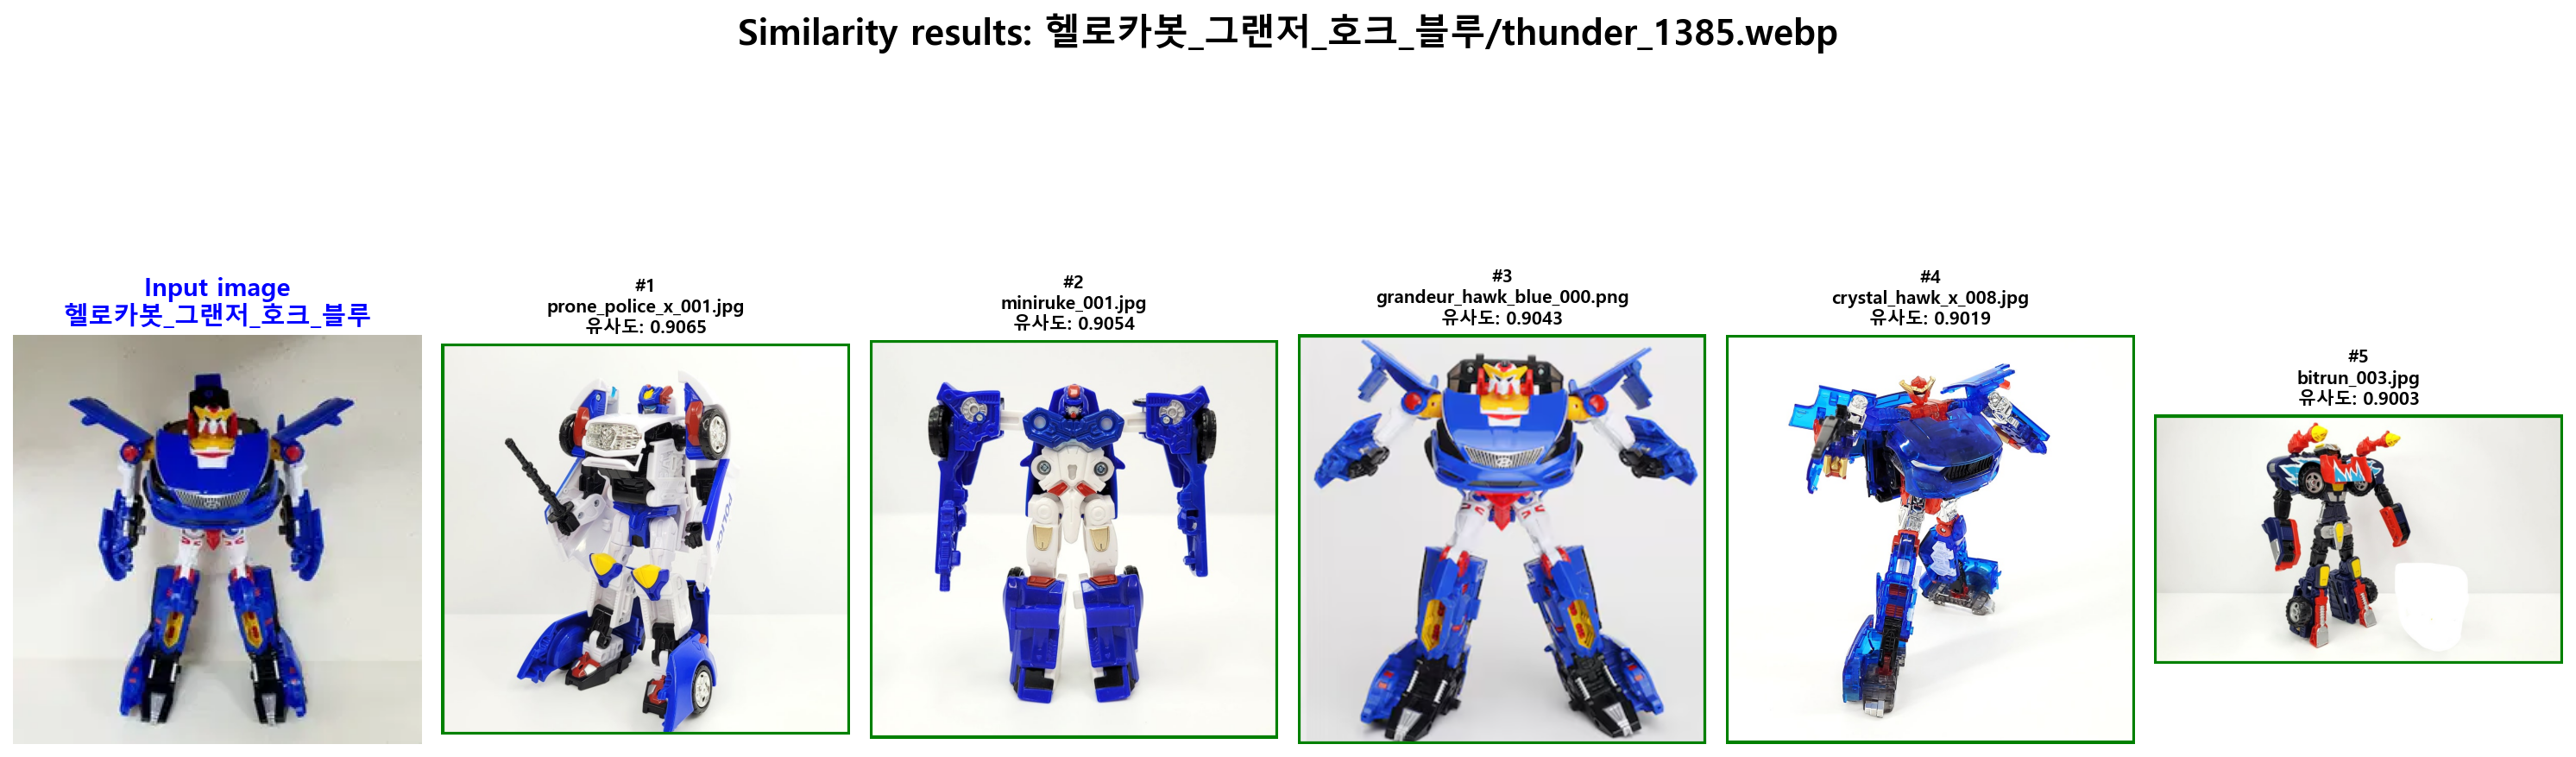 Similarity results: 헬로카봇_그랜저_호크_블루/thunder_1385.webp
Input image
헬로카봇_그랜저_호크_블루
#1
prone_police_x_001.jpg
유사도: 0.9065
#2
miniruke_001.jpg
유사도: 0.9054
#3
grandeur_hawk_blue_000.png
유사도: 0.9043
#4
crystal_hawk_x_008.jpg
유사도: 0.9019
#5
bitrun_003.jpg
유사도: 0.9003
POLICE